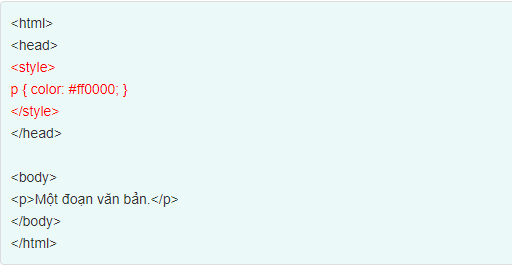 <html>
<head>
<style>
p { color: #ff0000; }
</style>
</head>
<body>
<p>Một đoạn văn bản.</p>
</body>
</html>